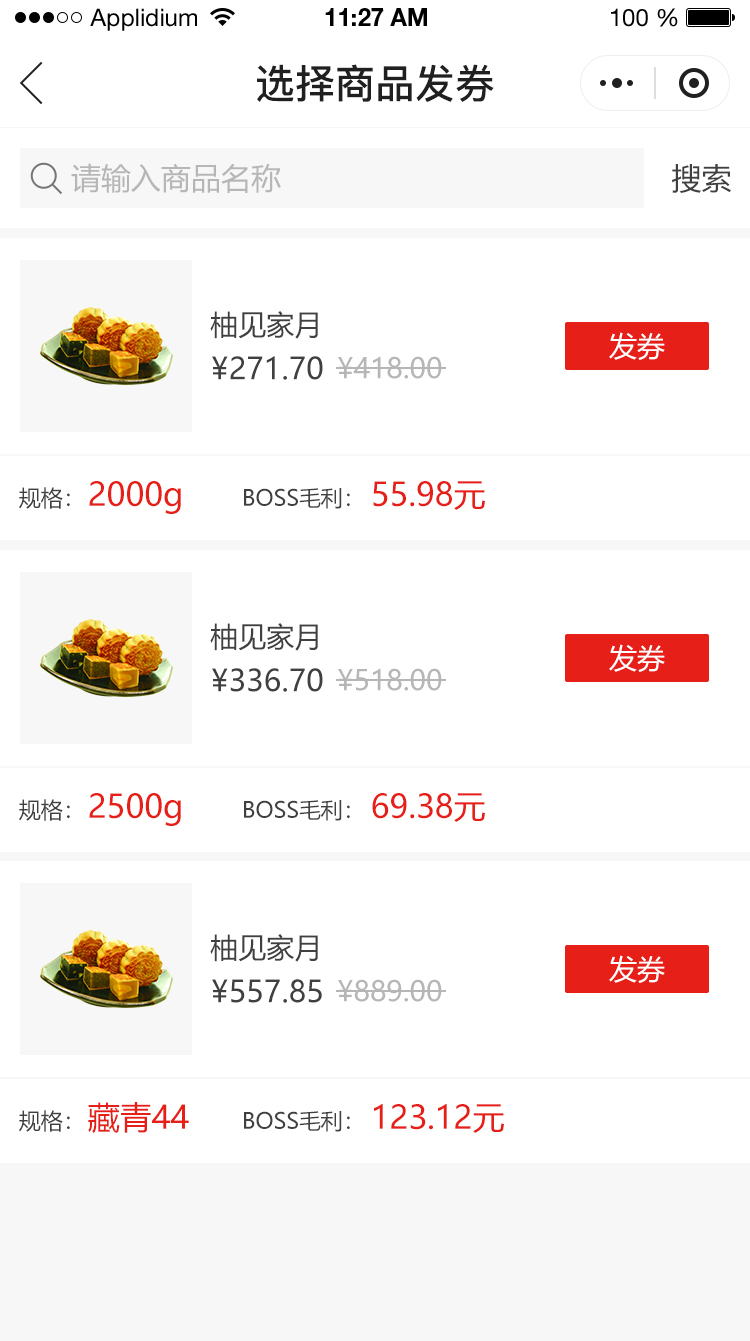 Applidium 11:27 AM 100 %
选择商品发券
请输入商品名称 搜索
柚见家月
¥271.70 ¥418.00 发券
规格： 2000g BOSS毛利： 55.98元
柚见家月
¥336.70 ¥518.00 发券
规格： 2500g BOSS毛利： 69.38元
柚见家月
¥557.85 ¥889.00 发券
规格： 藏青44 BOSS毛利： 123.12元